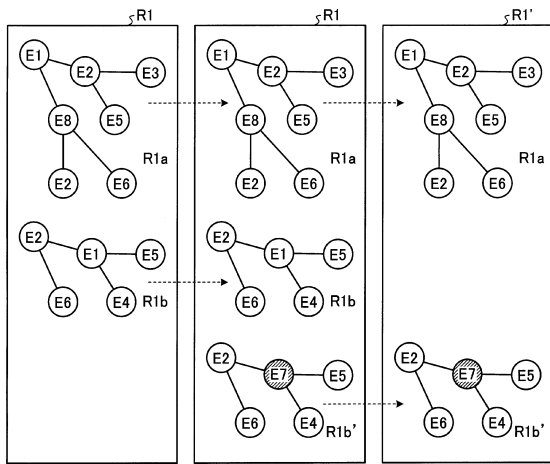 R1 R1 R1'
E1 E2 E3
E8 E5
E2 E6 R1a
E2 E1 E5
E6 E4 R1b
E1 E2 E3
E8 E5
R1a
E2 E6
E2 E1 E5
E6 E4 R1b
E2 E7 E5
E6 E4 R1b'
E1 E2 E3
E8 E5
R1a
E2 E6
E2 E7 E5
E6 E4 R1b'